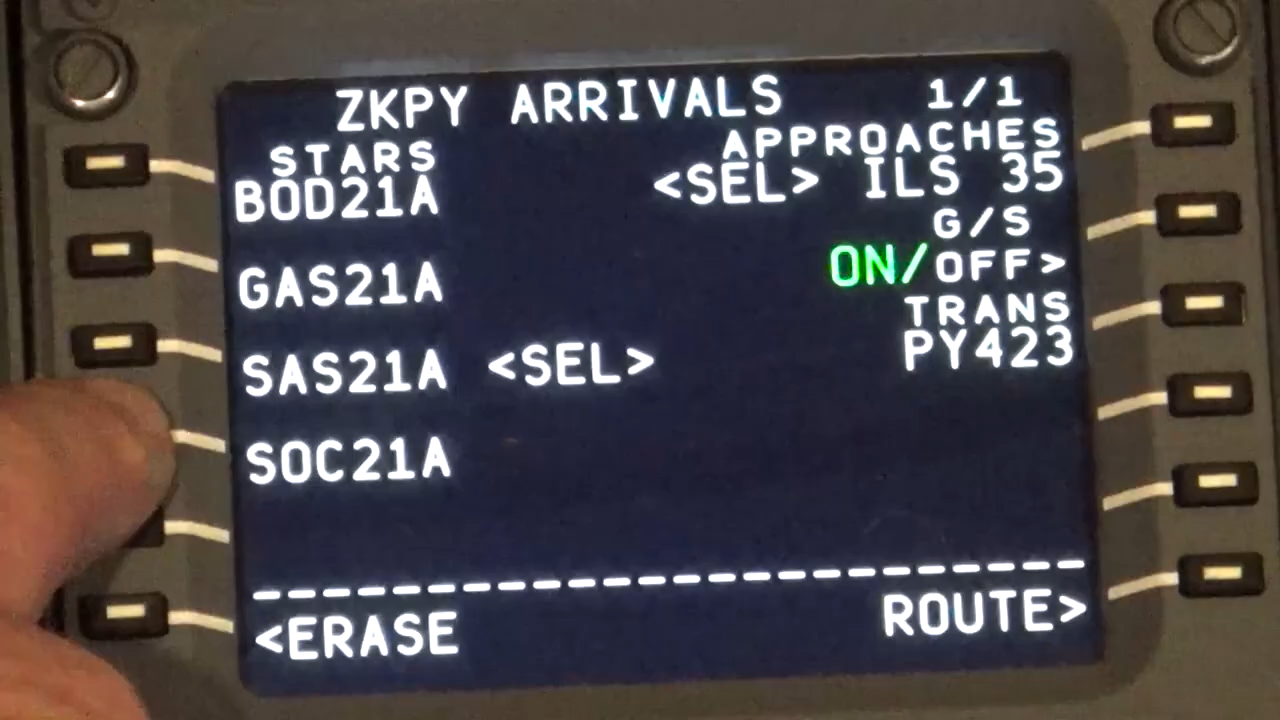 ZKPY ARRIVALS 1/1
STARS APPROACHES
BOD21A <SEL> ILS 35
G/S
GAS21A ON/OFF>
TRANS
SAS21A <SEL> PY423
SOC21A
------------------------
<ERASE ROUTE>